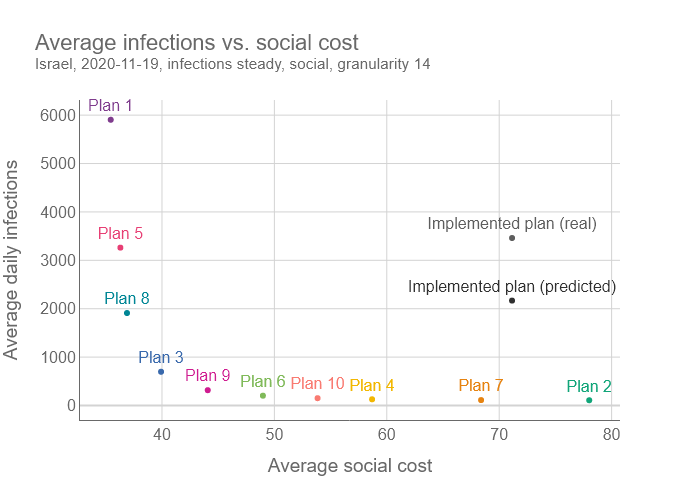 Average infections vs. social cost
Israel, 2020-11-19, infections steady, social, granularity 14
Average daily infections
6000
5000
4000
3000
2000
1000
0
Plan 1
Plan 5
Implemented plan (real)
Plan 8
Implemented plan (predicted)
Plan 3
Plan 9
Plan 6
Plan 10
Plan 4
Plan 7
Plan 2
40
50
60
70
80
Average social cost